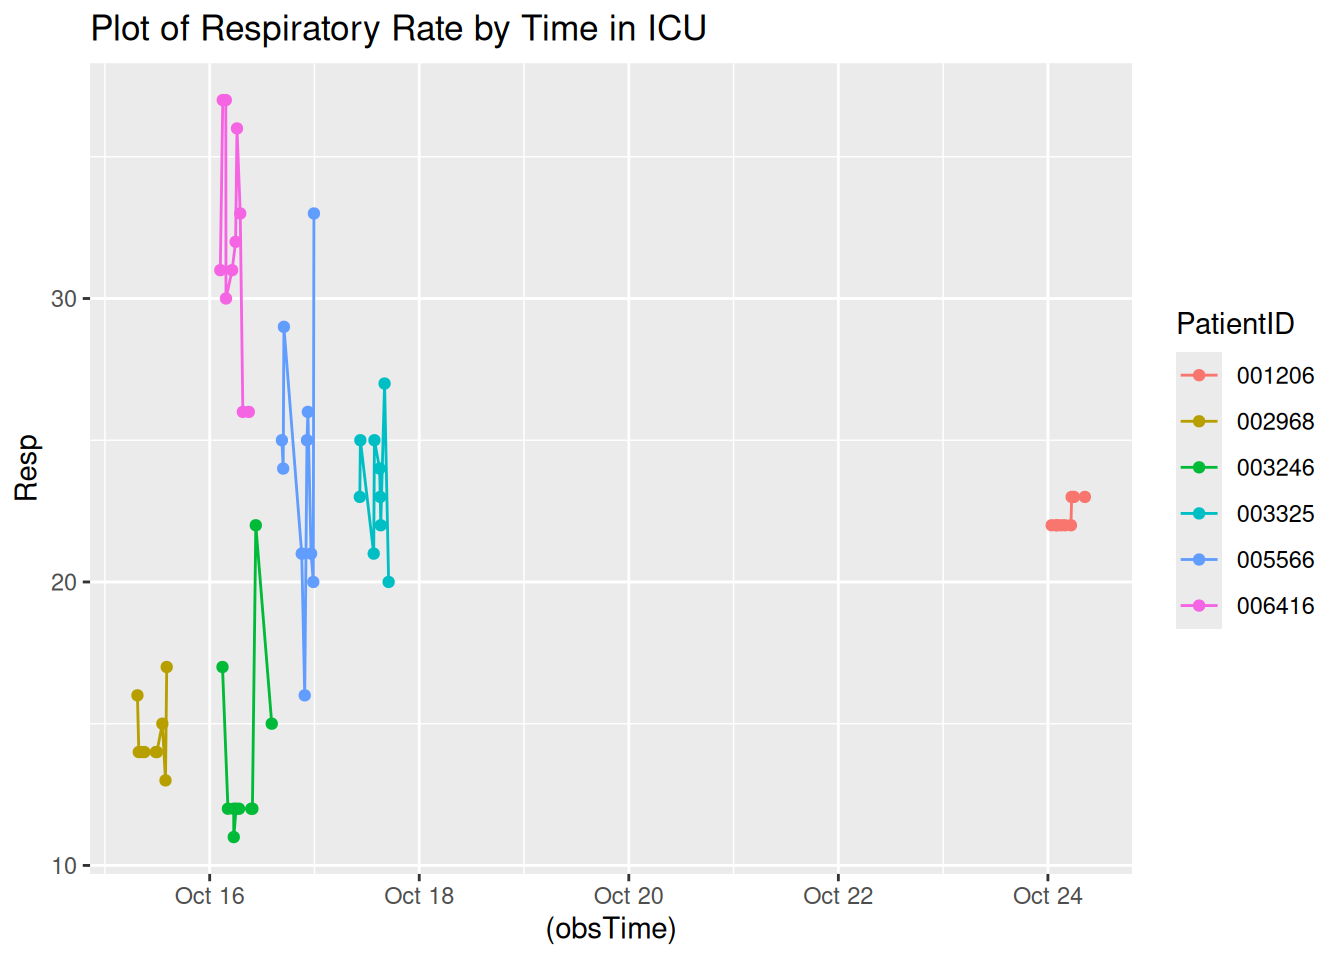 Plot of Respiratory Rate by Time in ICU
Resp
30
20
10
Oct 16
Oct 18
Oct 20
Oct 22
Oct 24
(obsTime)
PatientID
001206
002968
003246
003325
005566
006416